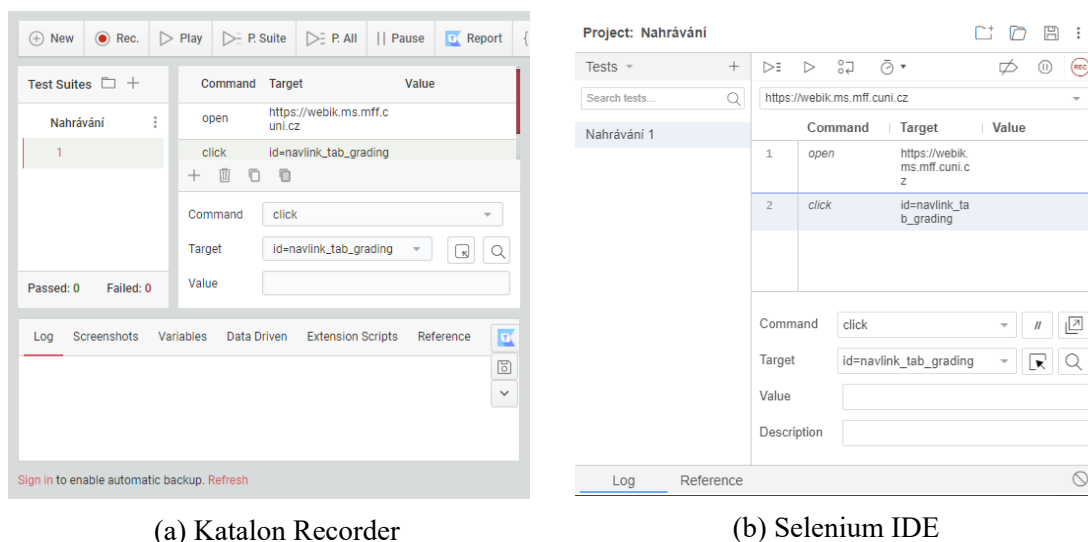 New Rec. Play P. Suite P. All Pause Report {
Test Suites
Nahrávání
1
Passed: 0 Failed: 0
Command Target Value
open https://webik.ms.mff.c
uni.cz
click id=navlink_tab_grading
Command click
Target id=navlink_tab_grading
Value
Log Screenshots Variables Data Driven Extension Scripts Reference
Sign in to enable automatic backup. Refresh
(a) Katalon Recorder
Project: Nahrávání
Tests
REC
Search tests...
Nahrávání 1
https://webik.ms.mff.cuni.cz
Command Target Value
1 open https://webik.
ms.mff.cuni.c
z
2 click id=navlink_ta
b_grading
Command click //
Target id=navlink_tab_grading
Value
Description
Log Reference
(b) Selenium IDE